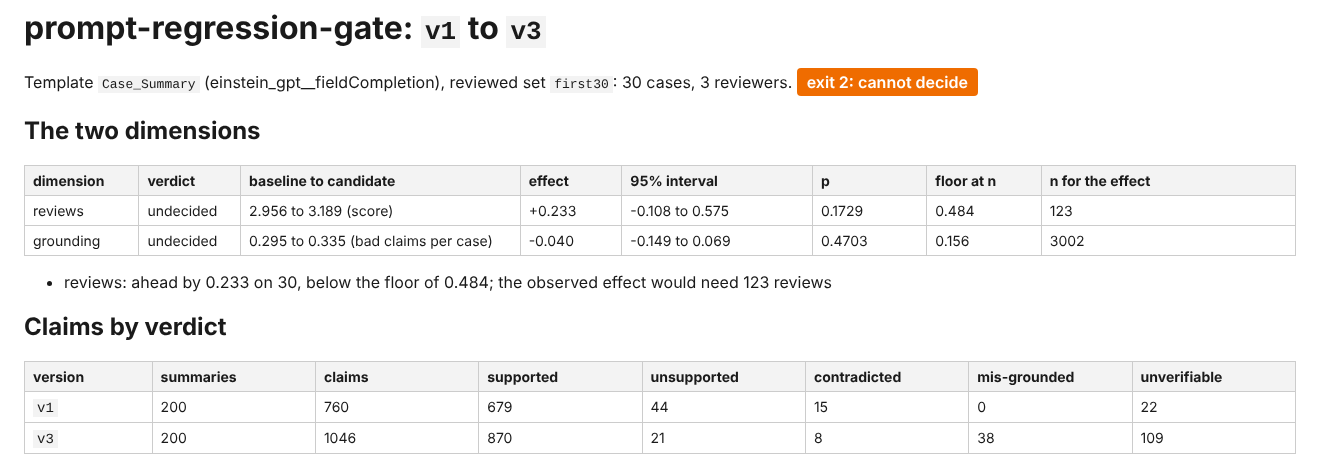 prompt-regression-gate: v1 to v3
Template Case_Summary (einstein_gpt__fieldCompletion), reviewed set first30: 30 cases, 3 reviewers. exit 2: cannot decide
The two dimensions
dimension verdict baseline to candidate effect 95% interval p floor at n n for the effect
reviews undecided 2.956 to 3.189 (score) +0.233 -0.108 to 0.575 0.1729 0.484 123
grounding undecided 0.295 to 0.335 (bad claims per case) -0.040 -0.149 to 0.069 0.4703 0.156 3002
• reviews: ahead by 0.233 on 30, below the floor of 0.484; the observed effect would need 123 reviews
Claims by verdict
version summaries claims supported unsupported contradicted mis-grounded unverifiable
v1 200 760 679 44 15 0 22
v3 200 1046 870 21 8 38 109